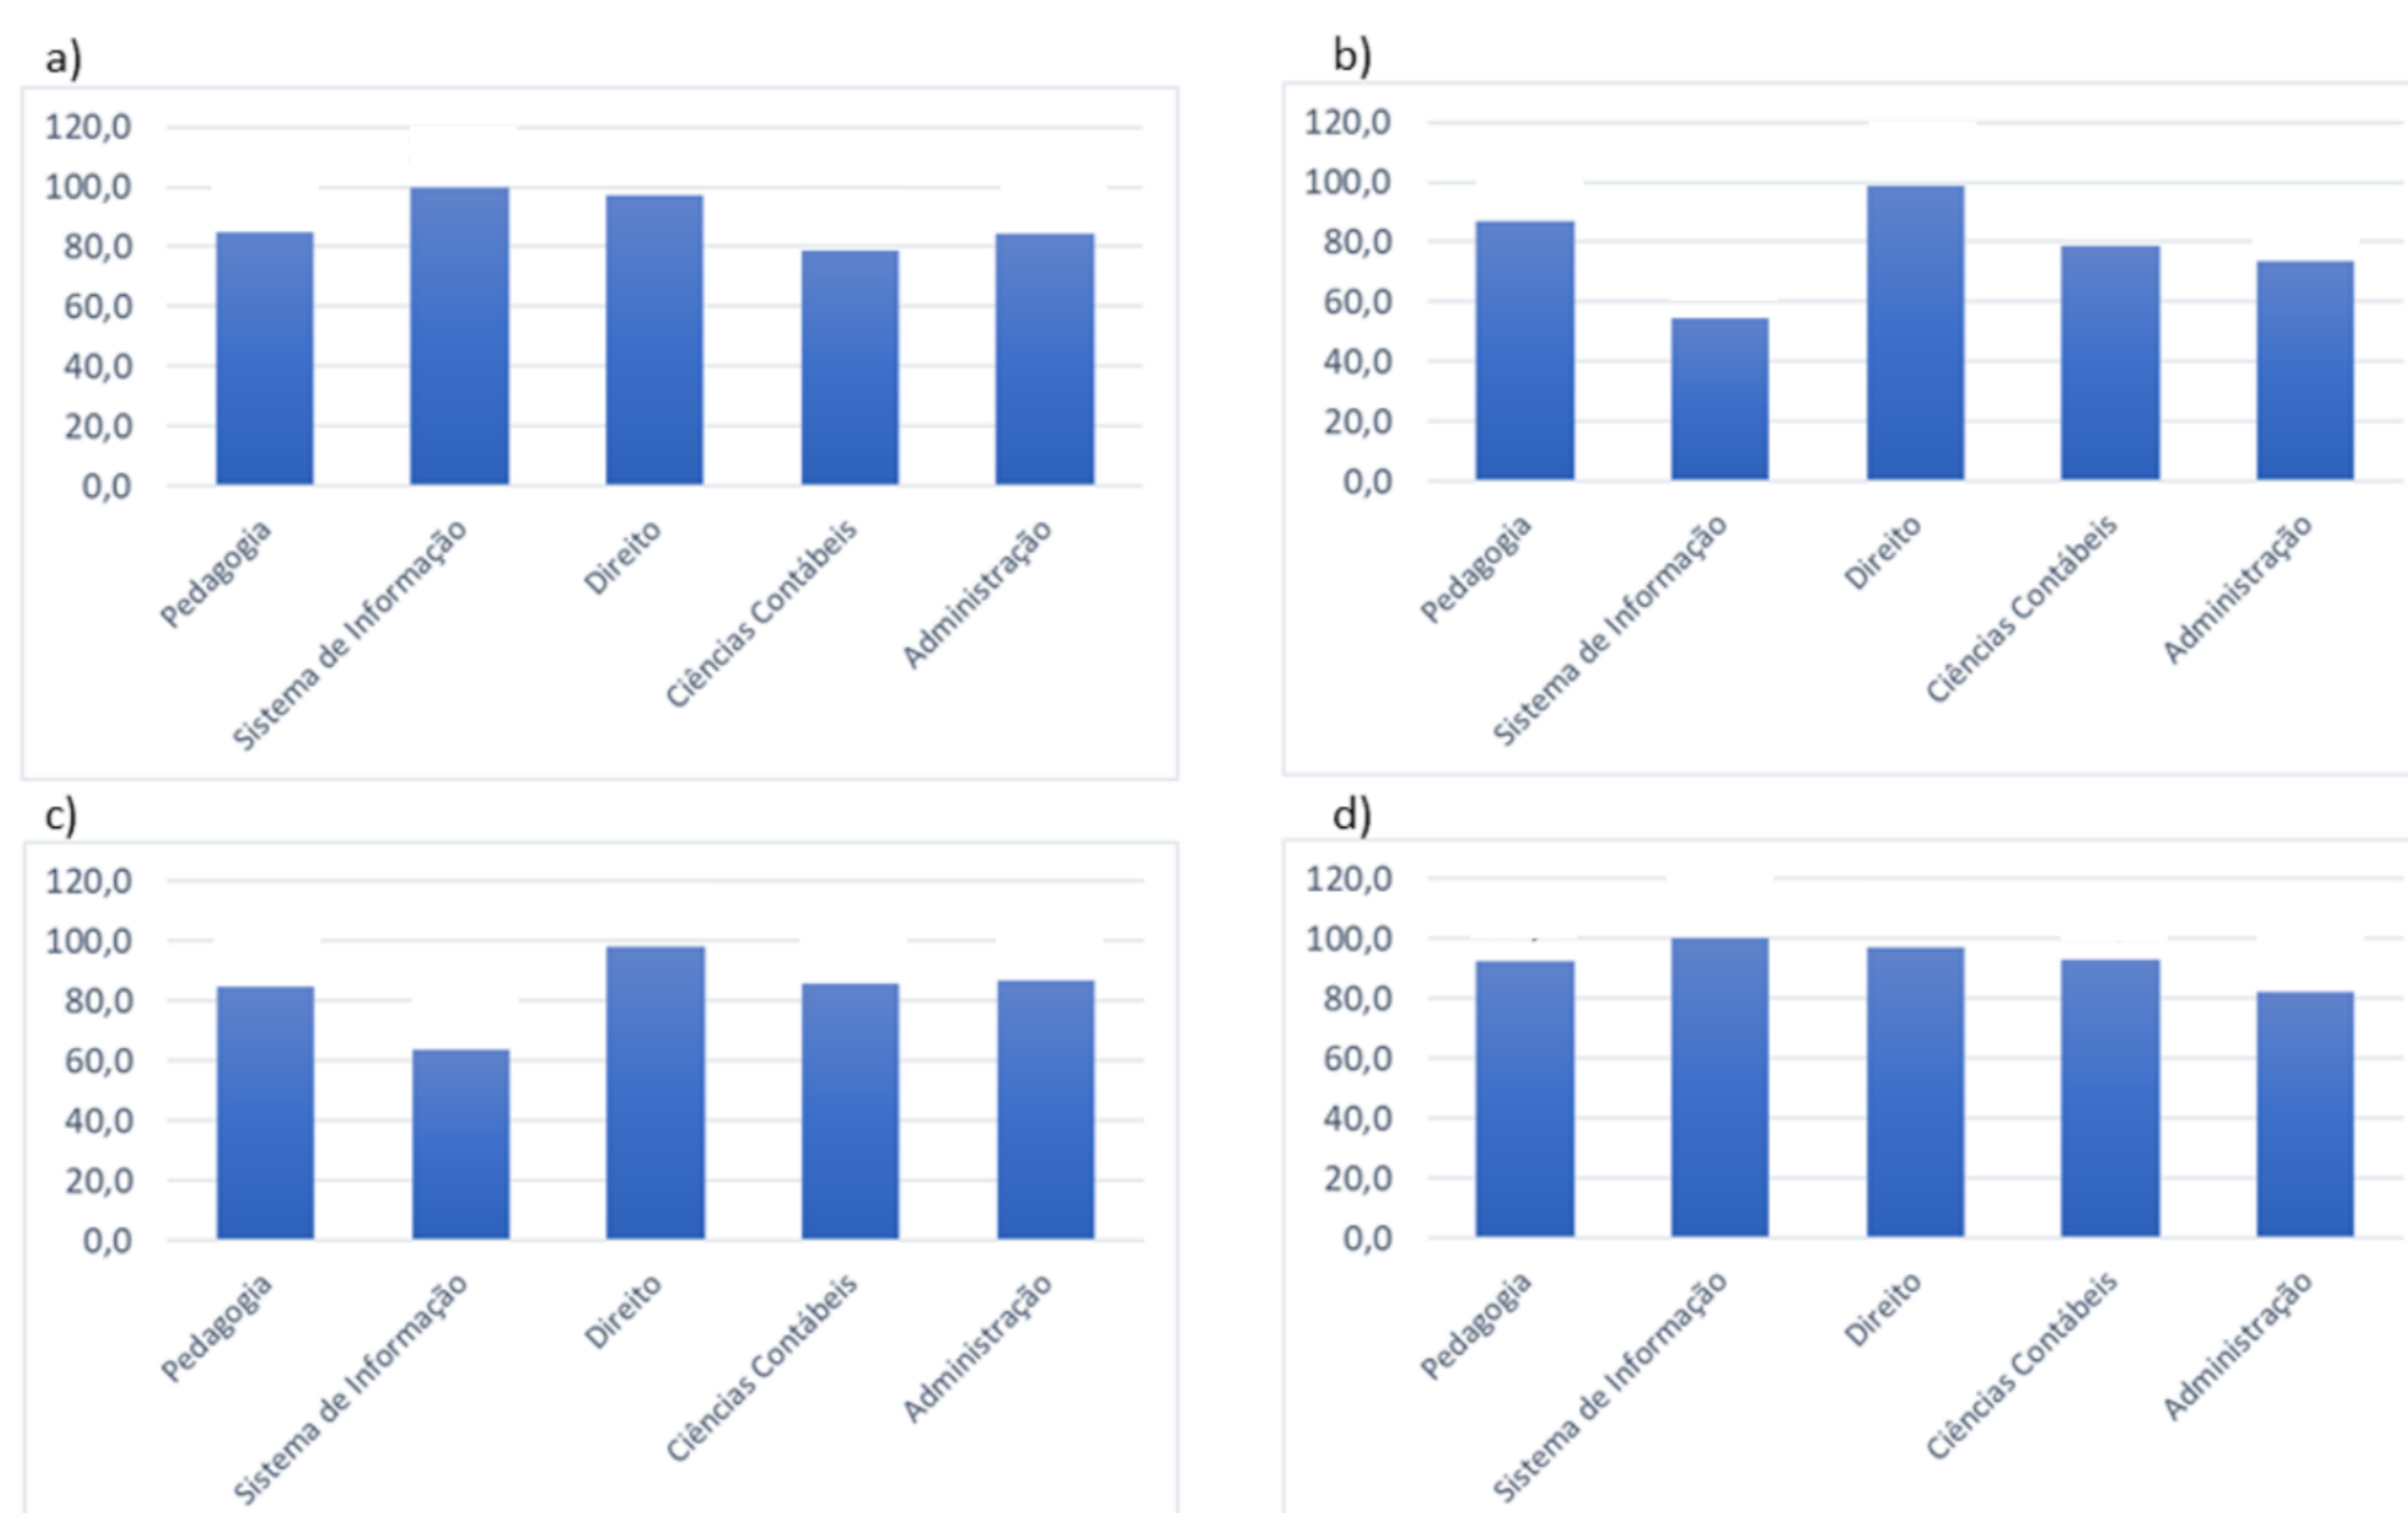 a)
120,0
100,0
80,0
60,0
40,0
20,0
0,0
Pedagogia
Sistema de Informação
Direito
Ciências Contábeis
Administração
b)
120,0
100,0
80,0
60,0
40,0
20,0
0,0
Pedagogia
Sistema de Informação
Direito
Ciências Contábeis
Administração
c)
120,0
100,0
80,0
60,0
40,0
20,0
0,0
Pedagogia
Sistema de Informação
Direito
Ciências Contábeis
Administração
d)
120,0
100,0
80,0
60,0
40,0
20,0
0,0
Pedagogia
Sistema de Informação
Direito
Ciências Contábeis
Administração